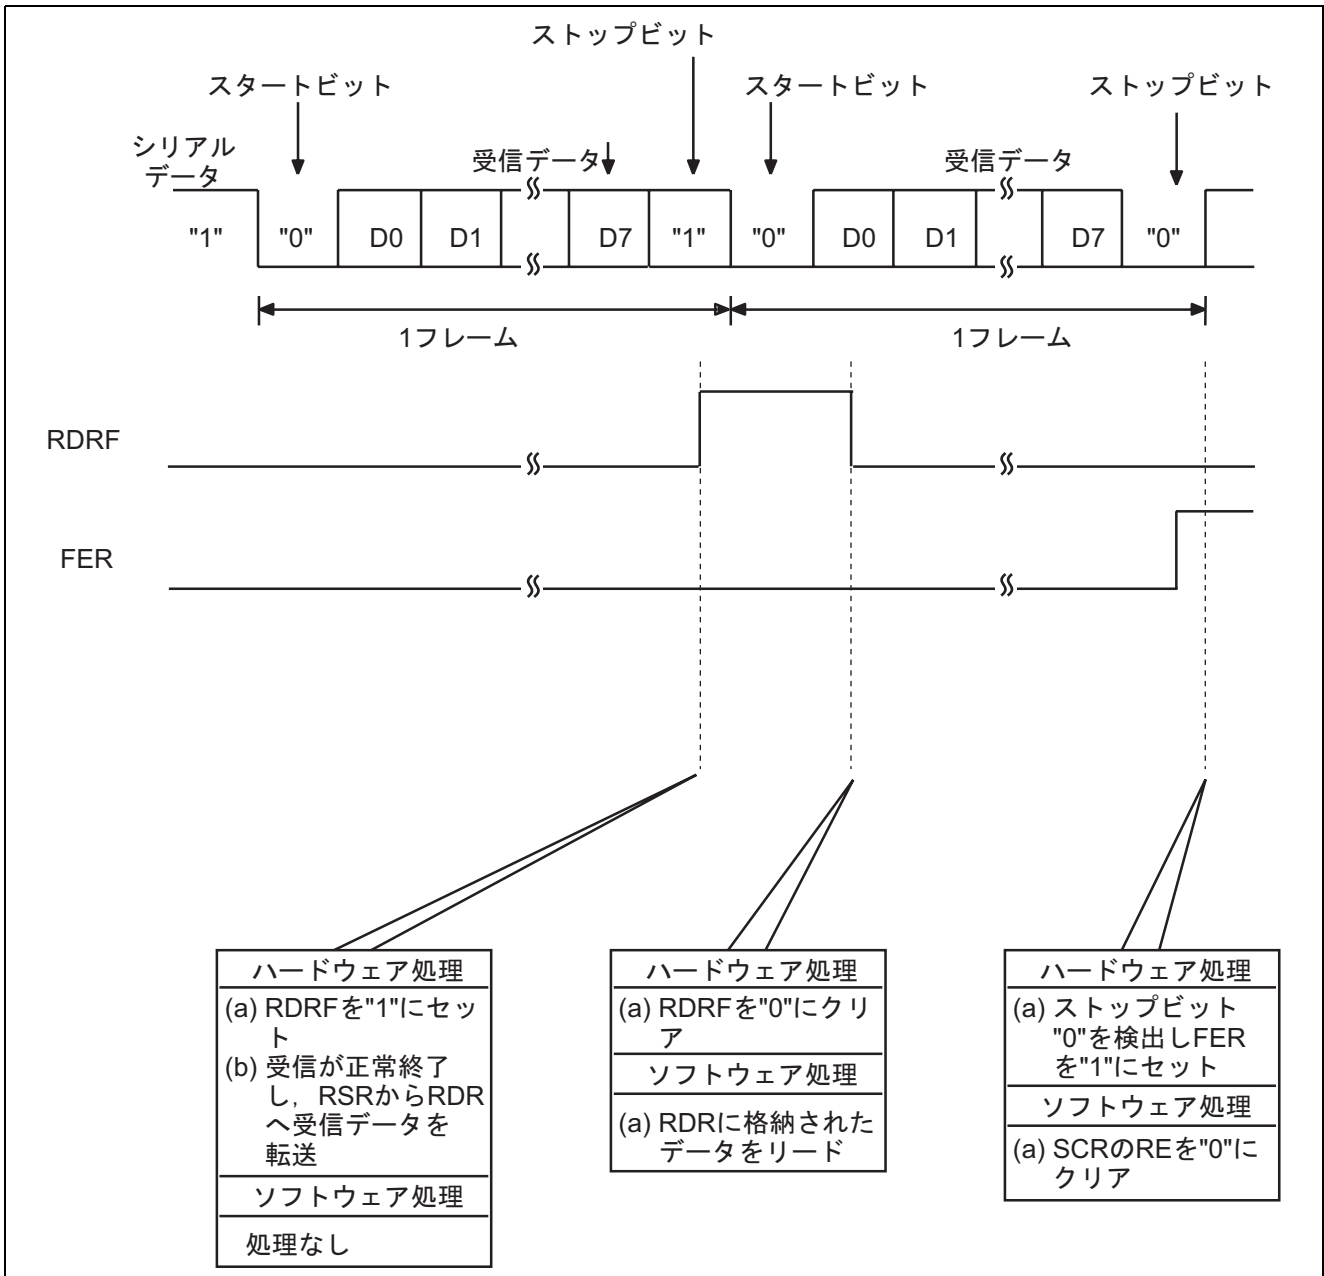 ストップビット
スタートビット
スタートビット
ストップビット
シリアル
データ
受信データ
受信データ
"1"
"0"
D0
D1
D7
"1"
"0"
D0
D1
D7
"0"
1フレーム
1フレーム
RDRF
FER
ハードウェア処理
(a) RDRFを"1"にセッ
ト
(b) 受信が正常終了
し，RSRからRDR
へ受信データを
転送
ソフトウェア処理
処理なし
ハードウェア処理
(a) RDRFを"0"にクリ
ア
ソフトウェア処理
(a) RDRに格納された
データをリード
ハードウェア処理
(a) ストップビット
"0"を検出しFER
を"1"にセット
ソフトウェア処理
(a) SCRのREを"0"に
クリア